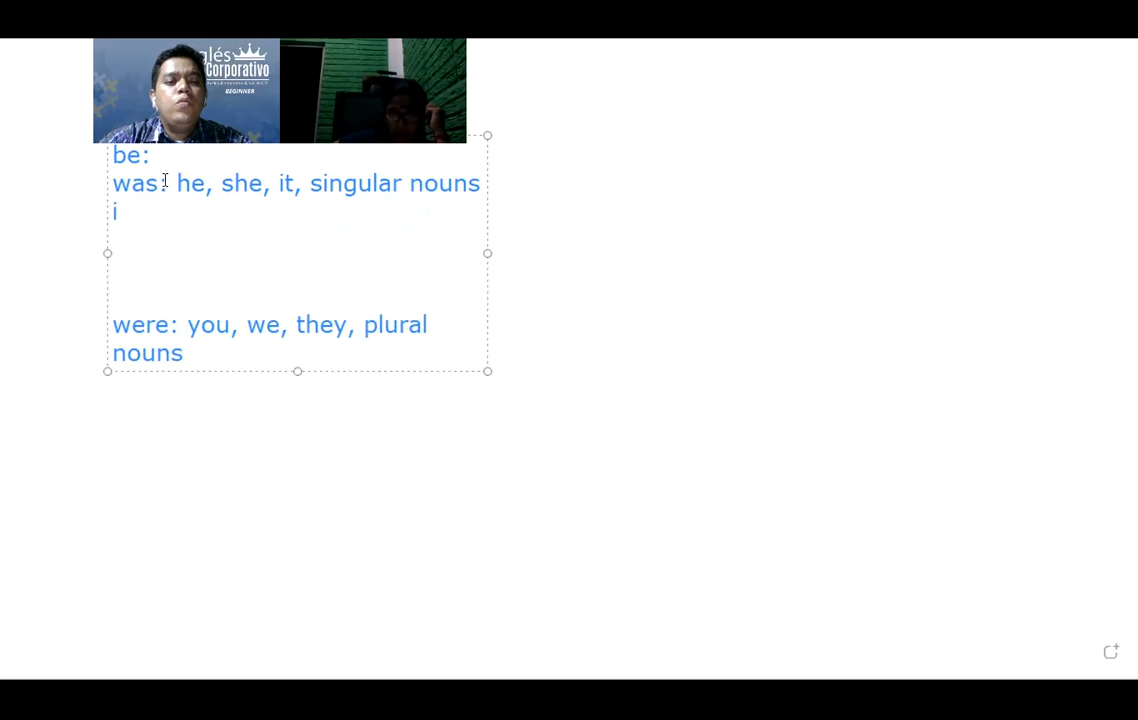 glés
Corporativo
BEGINNER
be:
was: he, she, it, singular nouns
i
were: you, we, they, plural
nouns